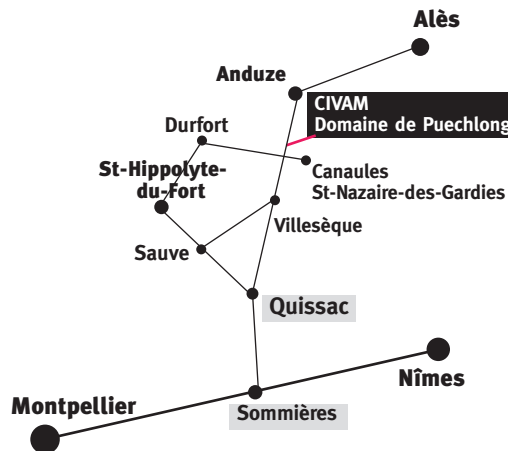 Alès
Anduze
CIVAM
Domaine de Puechlong
Durfort
Canaules
St-Nazaire-des-Gardies
St-Hippolyte-
du-Fort
Villesèque
Sauve
Quissac
Nîmes
Montpellier
Sommières